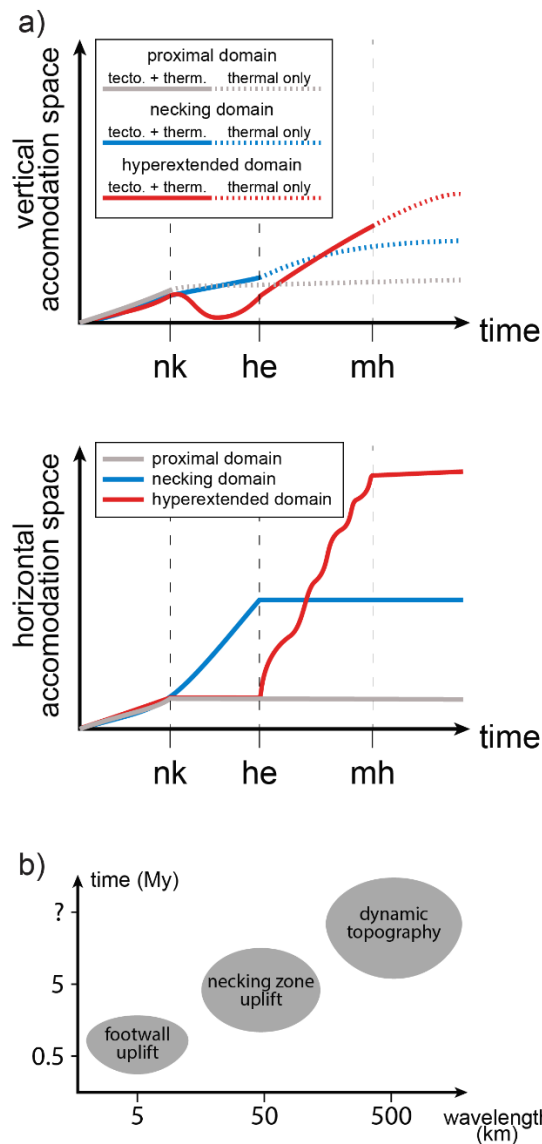 a)
vertical
accomodation space
proximal domain
tecto. + therm. thermal only
necking domain
tecto. + therm. thermal only
hyperextended domain
tecto. + therm. thermal only
time
nk he mh
horizontal
accomodation space
proximal domain
necking domain
hyperextended domain
time
nk he mh
b)
time (My)
?
5
0.5
dynamic
topography
necking zone
uplift
footwall
uplift
5 50 500 wavelength
(km)